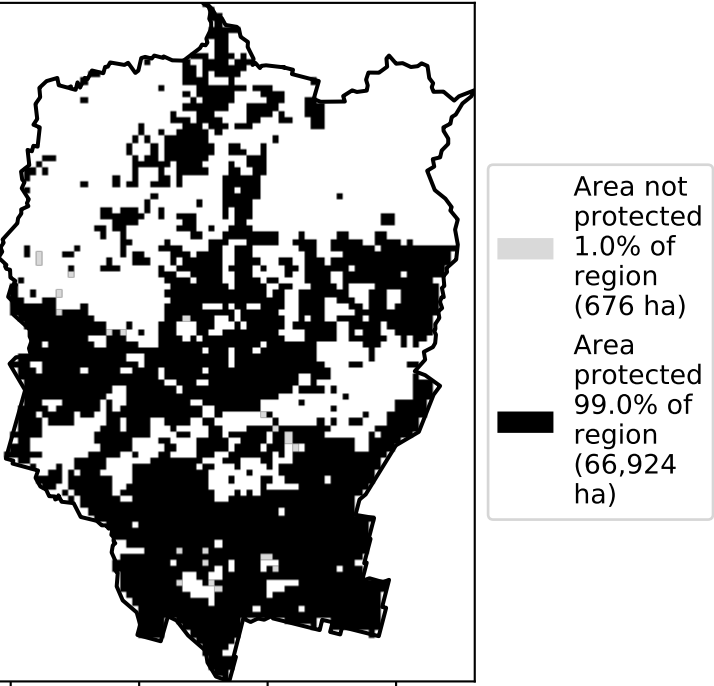 Area not
protected
1.0% of
region
(676 ha)
Area
protected
99.0% of
region
(66,924
ha)